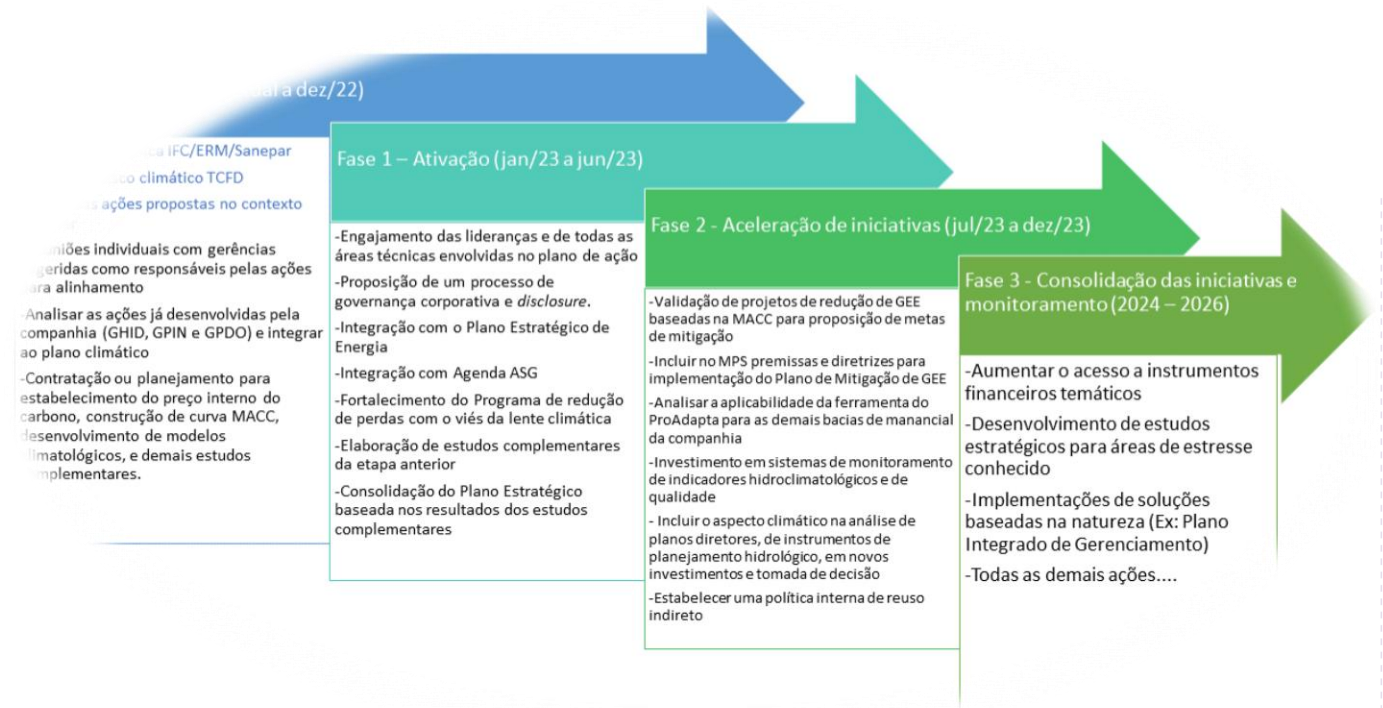 a dez/22)
IFC/ERM/Sanepar
climático TCFD
ações propostas no contexto
individuais com gerências
como responsáveis pelas ações
para alinhamento
-Analisar as ações já desenvolvidas pela
companhia (GHID, GPIN e GPDO) e integrar
ao plano climático
-Contratação ou planejamento para
estabelecimento do preço interno do
carbono, construção de curva MACC,
desenvolvimento de modelos
climatológicos, e demais estudos
complementares.
Fase 1 – Ativação (jan/23 a jun/23)
-Engajamento das lideranças e de todas as
áreas técnicas envolvidas no plano de ação
-Proposição de um processo de
governança corporativa e disclosure.
-Integração com o Plano Estratégico de
Energia
-Integração com Agenda ASG
-Fortalecimento do Programa de redução
de perdas com o viés da lente climática
-Elaboração de estudos complementares
da etapa anterior
-Consolidação do Plano Estratégico
baseada nos resultados dos estudos
complementares
Fase 2 - Aceleração de iniciativas (jul/23 a dez/23)
-Validação de projetos de redução de GEE
baseadas na MACC para proposição de metas
de mitigação
-Incluir no MPS premissas e diretrizes para
implementação do Plano de Mitigação de GEE
-Analisar a aplicabilidade da ferramenta do
ProAdapta para as demais bacias de manancial
da companhia
-Investimento em sistemas de monitoramento
de indicadores hidroclimatológicos e de
qualidade
- Incluir o aspecto climático na análise de
planos diretores, de instrumentos de
planejamento hidrológico, em novos
investimentos e tomada de decisão
-Estabelecer uma política interna de reuso
indireto
Fase 3 - Consolidação das iniciativas e
monitoramento (2024 – 2026)
-Aumentar o acesso a instrumentos
financeiros temáticos
-Desenvolvimento de estudos
estratégicos para áreas de estresse
conhecido
-Implementações de soluções
baseadas na natureza (Ex: Plano
Integrado de Gerenciamento)
-Todas as demais ações....